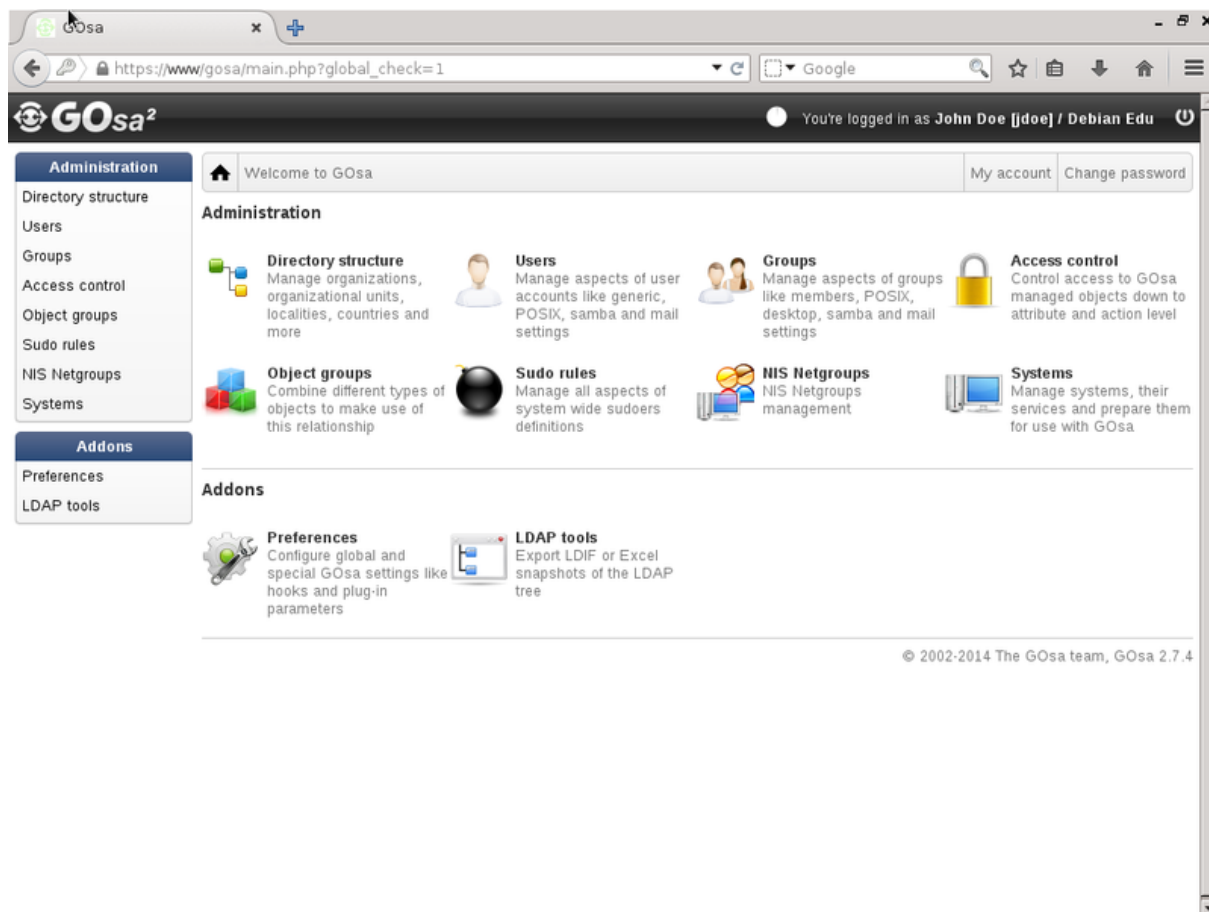 GOsa
https://www/gosa/main.php?global_check=1
Google
GOsa²
You're logged in as John Doe [jdoe] / Debian Edu
Administration
Directory structure
Users
Groups
Access control
Object groups
Sudo rules
NIS Netgroups
Systems
Addons
Preferences
LDAP tools
Welcome to GOsa
My account
Change password
Administration
Directory structure
Manage organizations,
organizational units,
localities, countries and
more
Users
Manage aspects of user
accounts like generic,
POSIX, samba and mail
settings
Groups
Manage aspects of groups
like members, POSIX,
desktop, samba and mail
settings
Access control
Control access to GOsa
managed objects down to
attribute and action level
Object groups
Combine different types of
objects to make use of
this relationship
Sudo rules
Manage all aspects of
system wide sudoers
definitions
NIS Netgroups
NIS Netgroups
management
Systems
Manage systems, their
services and prepare them
for use with GOsa
Addons
Preferences
Configure global and
special GOsa settings like
hooks and plug-in
parameters
LDAP tools
Export LDIF or Excel
snapshots of the LDAP
tree
© 2002-2014 The GOsa team, GOsa 2.7.4